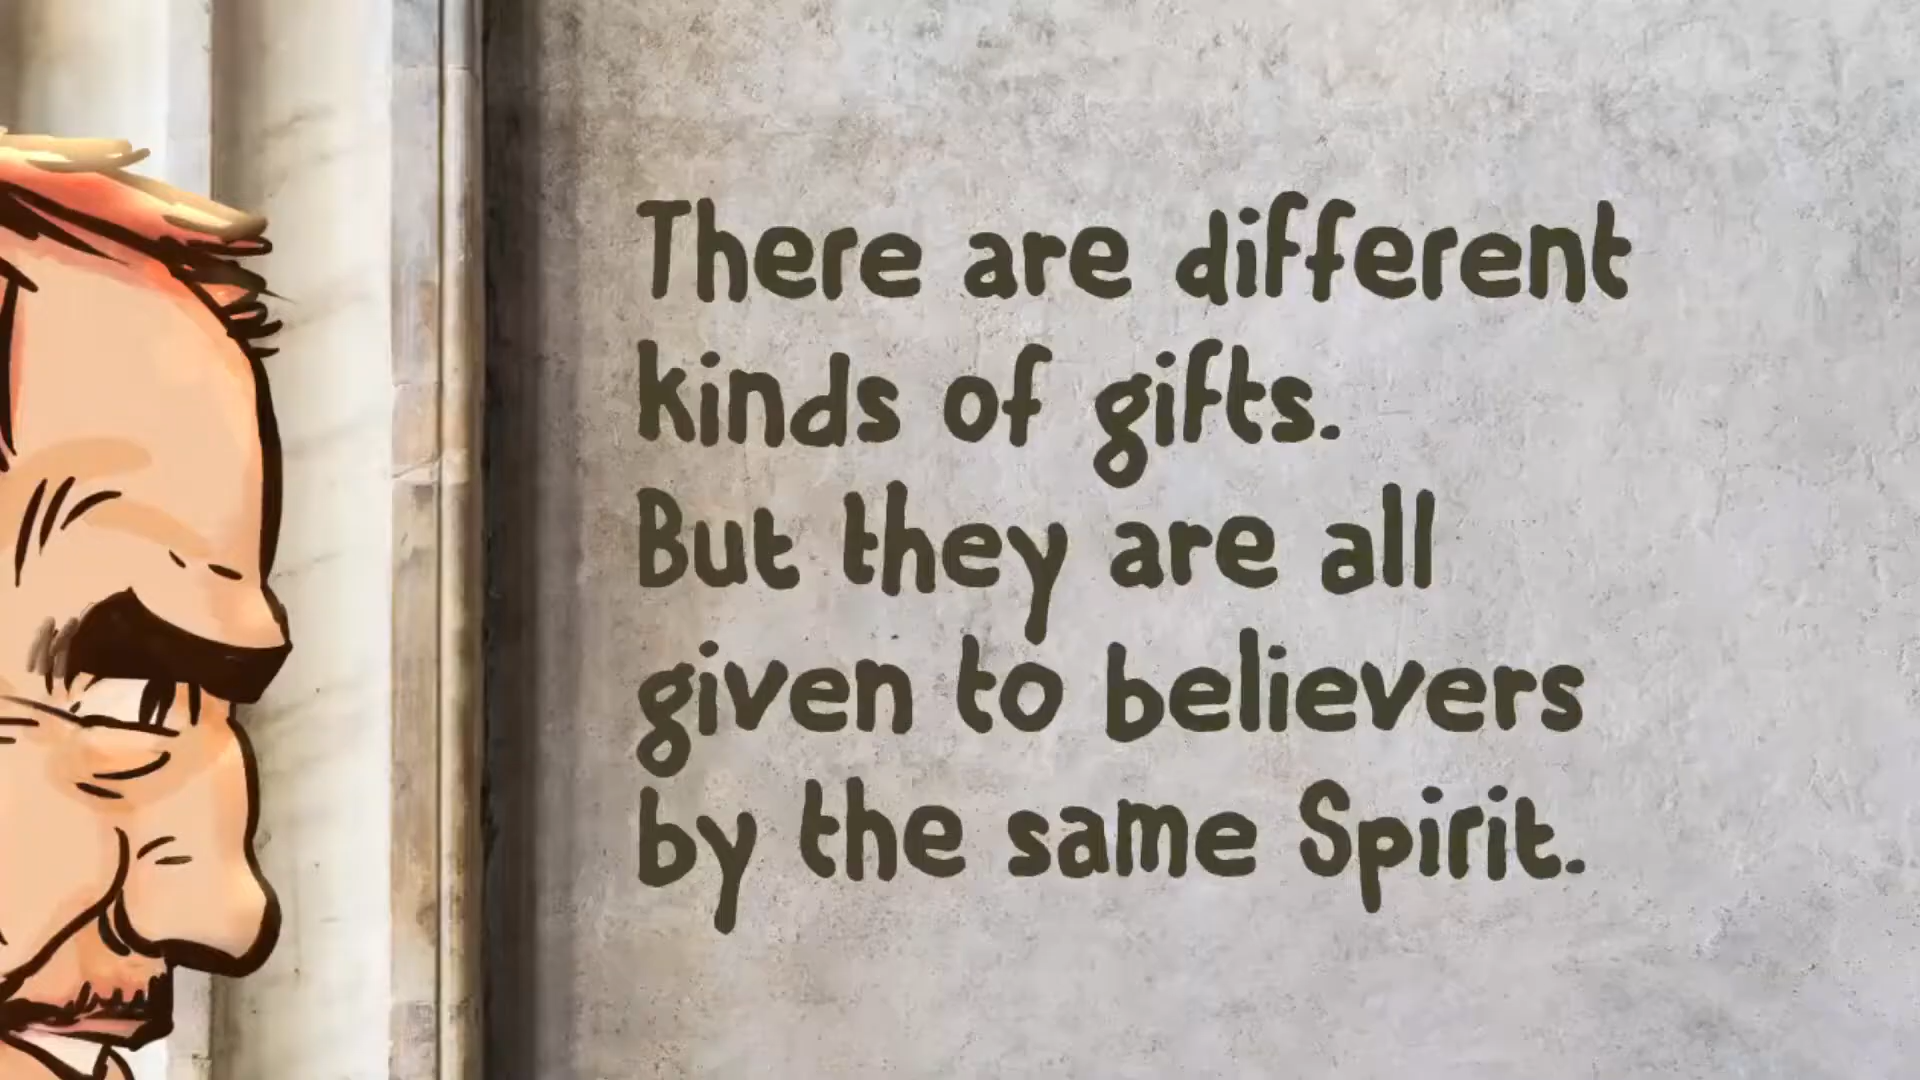 There are different
kinds of gifts.
But they are all
given to believers
by the same Spirit.